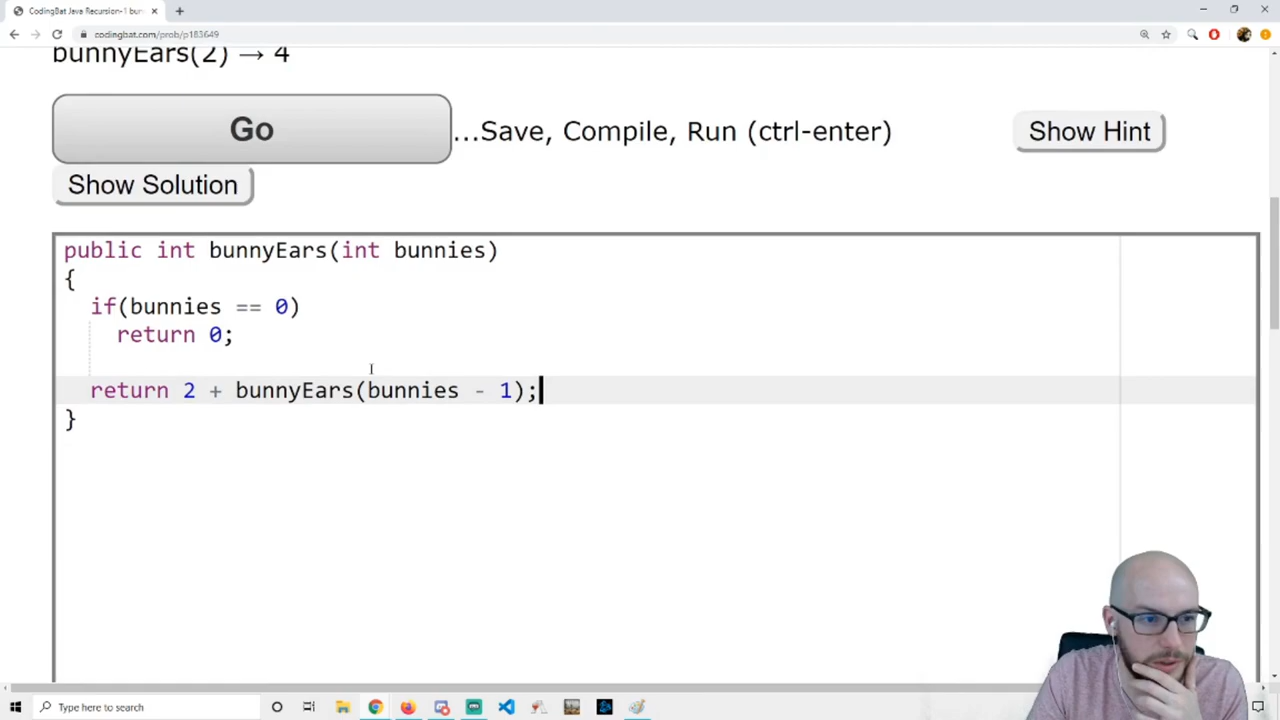 CodingBat Java Recursion-1 bun
codingbat.com/prob/p183649
bunnyEars(2) → 4
Go
...Save, Compile, Run (ctrl-enter)
Show Hint
Show Solution
public int bunnyEars(int bunnies)
{
if(bunnies == 0)
return 0;
return 2 + bunnyEars(bunnies - 1);
}
Type here to search